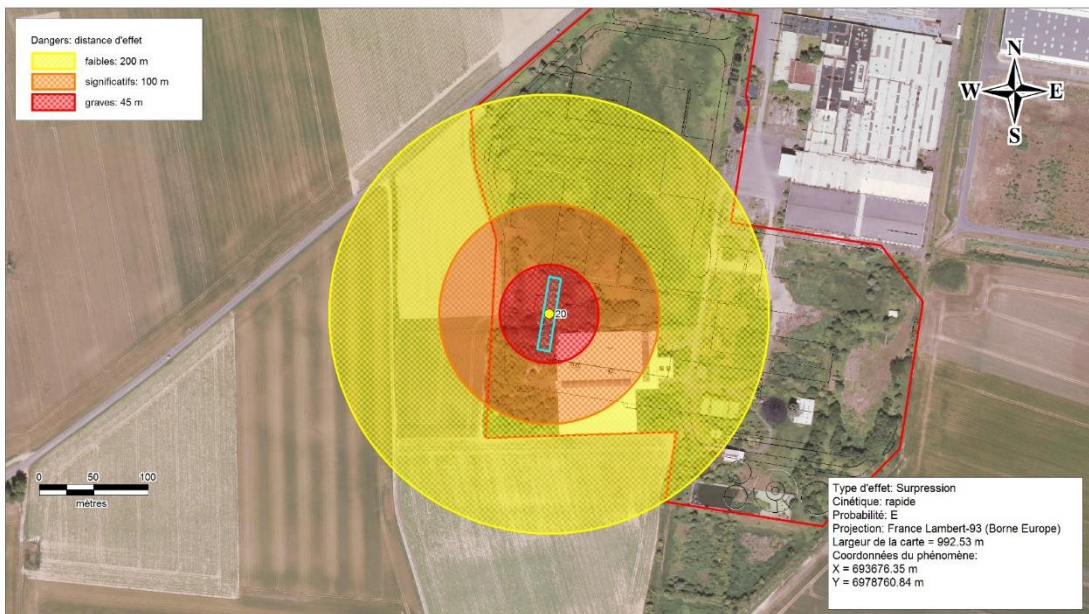 Dangers: distance d'effet
faibles: 200 m
significatifs: 100 m
graves: 45 m
N
W E
S
20
0 50 100
mètres
Type d'effet: Surpression
Cinétique: rapide
Probabilité: E
Projection: France Lambert-93 (Borne Europe)
Largeur de la carte = 992.53 m
Coordonnées du phénomène:
X = 693676.35 m
Y = 6978760.84 m